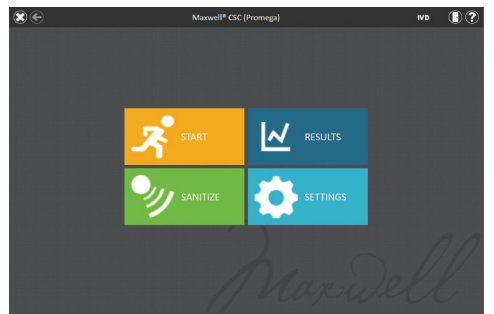 Maxwell® CSC (Promega)
IVD
?
START
RESULTS
SANITIZE
SETTINGS
Maxwell